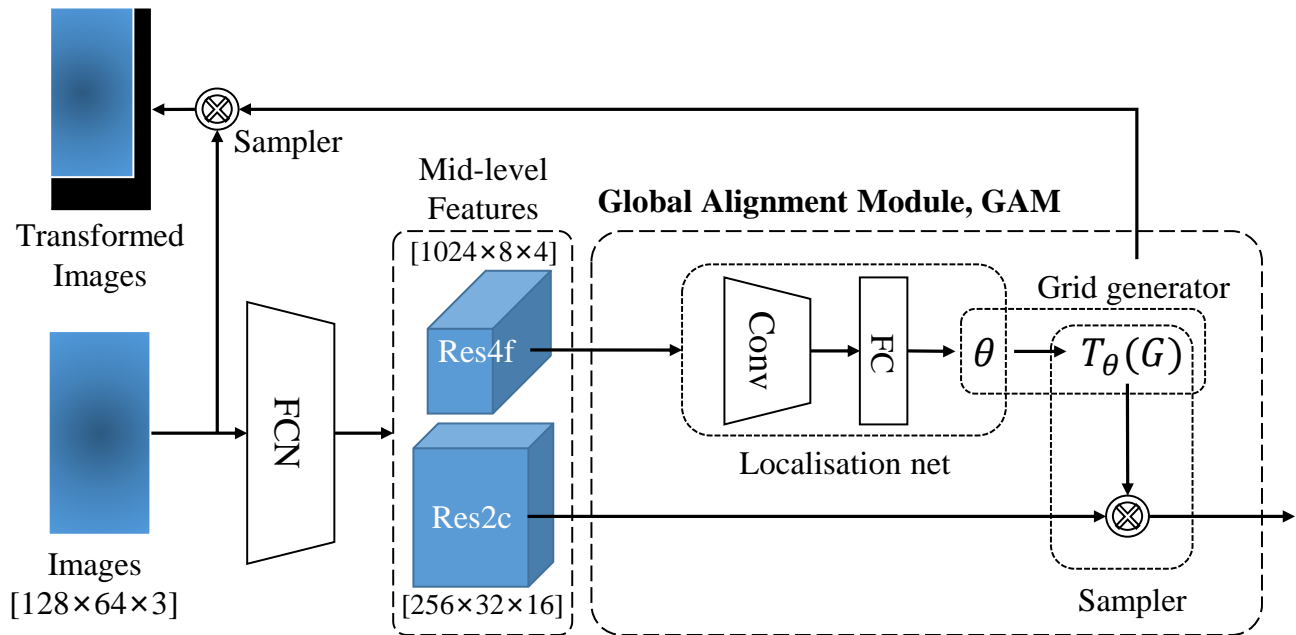 Sampler
Transformed
Images
Mid-level
Features
[1024×8×4]
Global Alignment Module, GAM
Grid generator
Res4f
Conv
FC
θ
T_θ(G)
FCN
Localisation net
Res2c
Images
[128×64×3]
[256×32×16]
Sampler